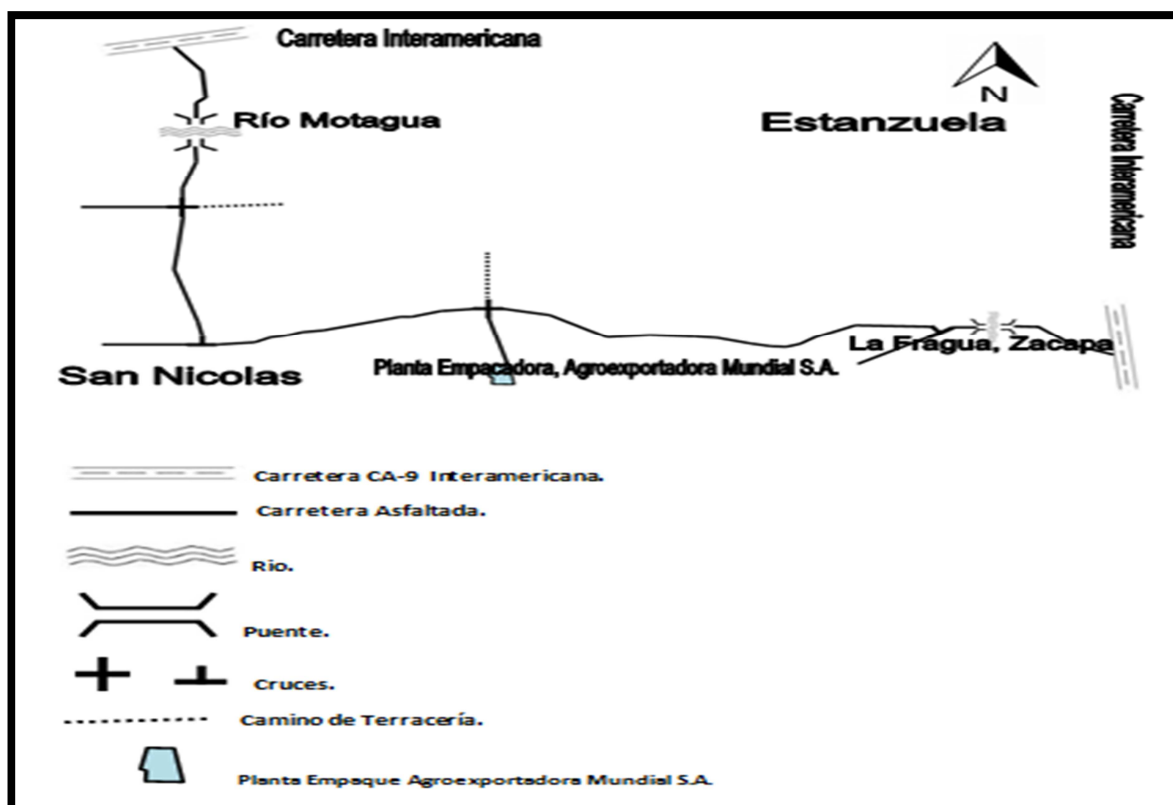 Carretera Interamericana
Río Motagua
N
Estanzuela
Carretera Interamericana
La Fragua, Zacapa
San Nicolas
Planta Empacadora, Agroexportadora Mundial S.A.
Carretera CA-9 Interamericana.
Carretera Asfaltada.
Rio.
Puente.
Cruces.
Camino de Terracería.
Planta Empaque Agroexportadora Mundial S.A.